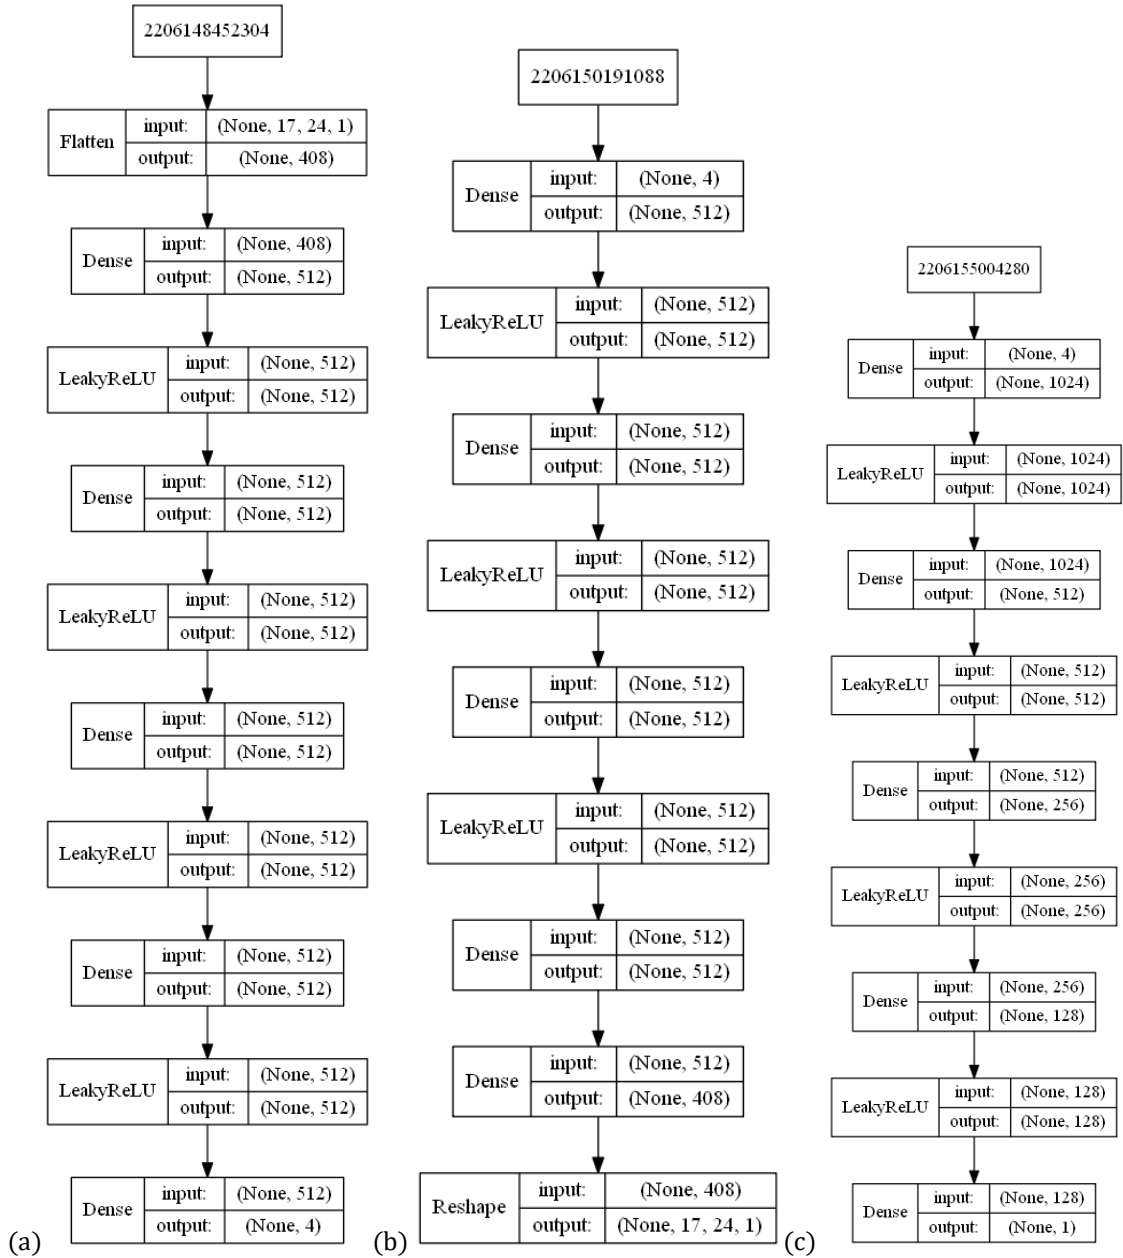 2206148452304
Flatten
input: (None, 17, 24, 1)
output: (None, 408)
Dense
input: (None, 408)
output: (None, 512)
LeakyReLU
input: (None, 512)
output: (None, 512)
Dense
input: (None, 512)
output: (None, 512)
LeakyReLU
input: (None, 512)
output: (None, 512)
Dense
input: (None, 512)
output: (None, 512)
LeakyReLU
input: (None, 512)
output: (None, 512)
Dense
input: (None, 512)
output: (None, 512)
LeakyReLU
input: (None, 512)
output: (None, 512)
Dense
input: (None, 512)
output: (None, 4)
(a)
2206150191088
Dense
input: (None, 4)
output: (None, 512)
LeakyReLU
input: (None, 512)
output: (None, 512)
Dense
input: (None, 512)
output: (None, 512)
LeakyReLU
input: (None, 512)
output: (None, 512)
Dense
input: (None, 512)
output: (None, 512)
LeakyReLU
input: (None, 512)
output: (None, 512)
Dense
input: (None, 512)
output: (None, 512)
Dense
input: (None, 512)
output: (None, 408)
Reshape
input: (None, 408)
output: (None, 17, 24, 1)
(b)
2206155004280
Dense
input: (None, 4)
output: (None, 1024)
LeakyReLU
input: (None, 1024)
output: (None, 1024)
Dense
input: (None, 1024)
output: (None, 512)
LeakyReLU
input: (None, 512)
output: (None, 512)
Dense
input: (None, 512)
output: (None, 256)
LeakyReLU
input: (None, 256)
output: (None, 256)
Dense
input: (None, 256)
output: (None, 128)
LeakyReLU
input: (None, 128)
output: (None, 128)
Dense
input: (None, 128)
output: (None, 1)
(c)